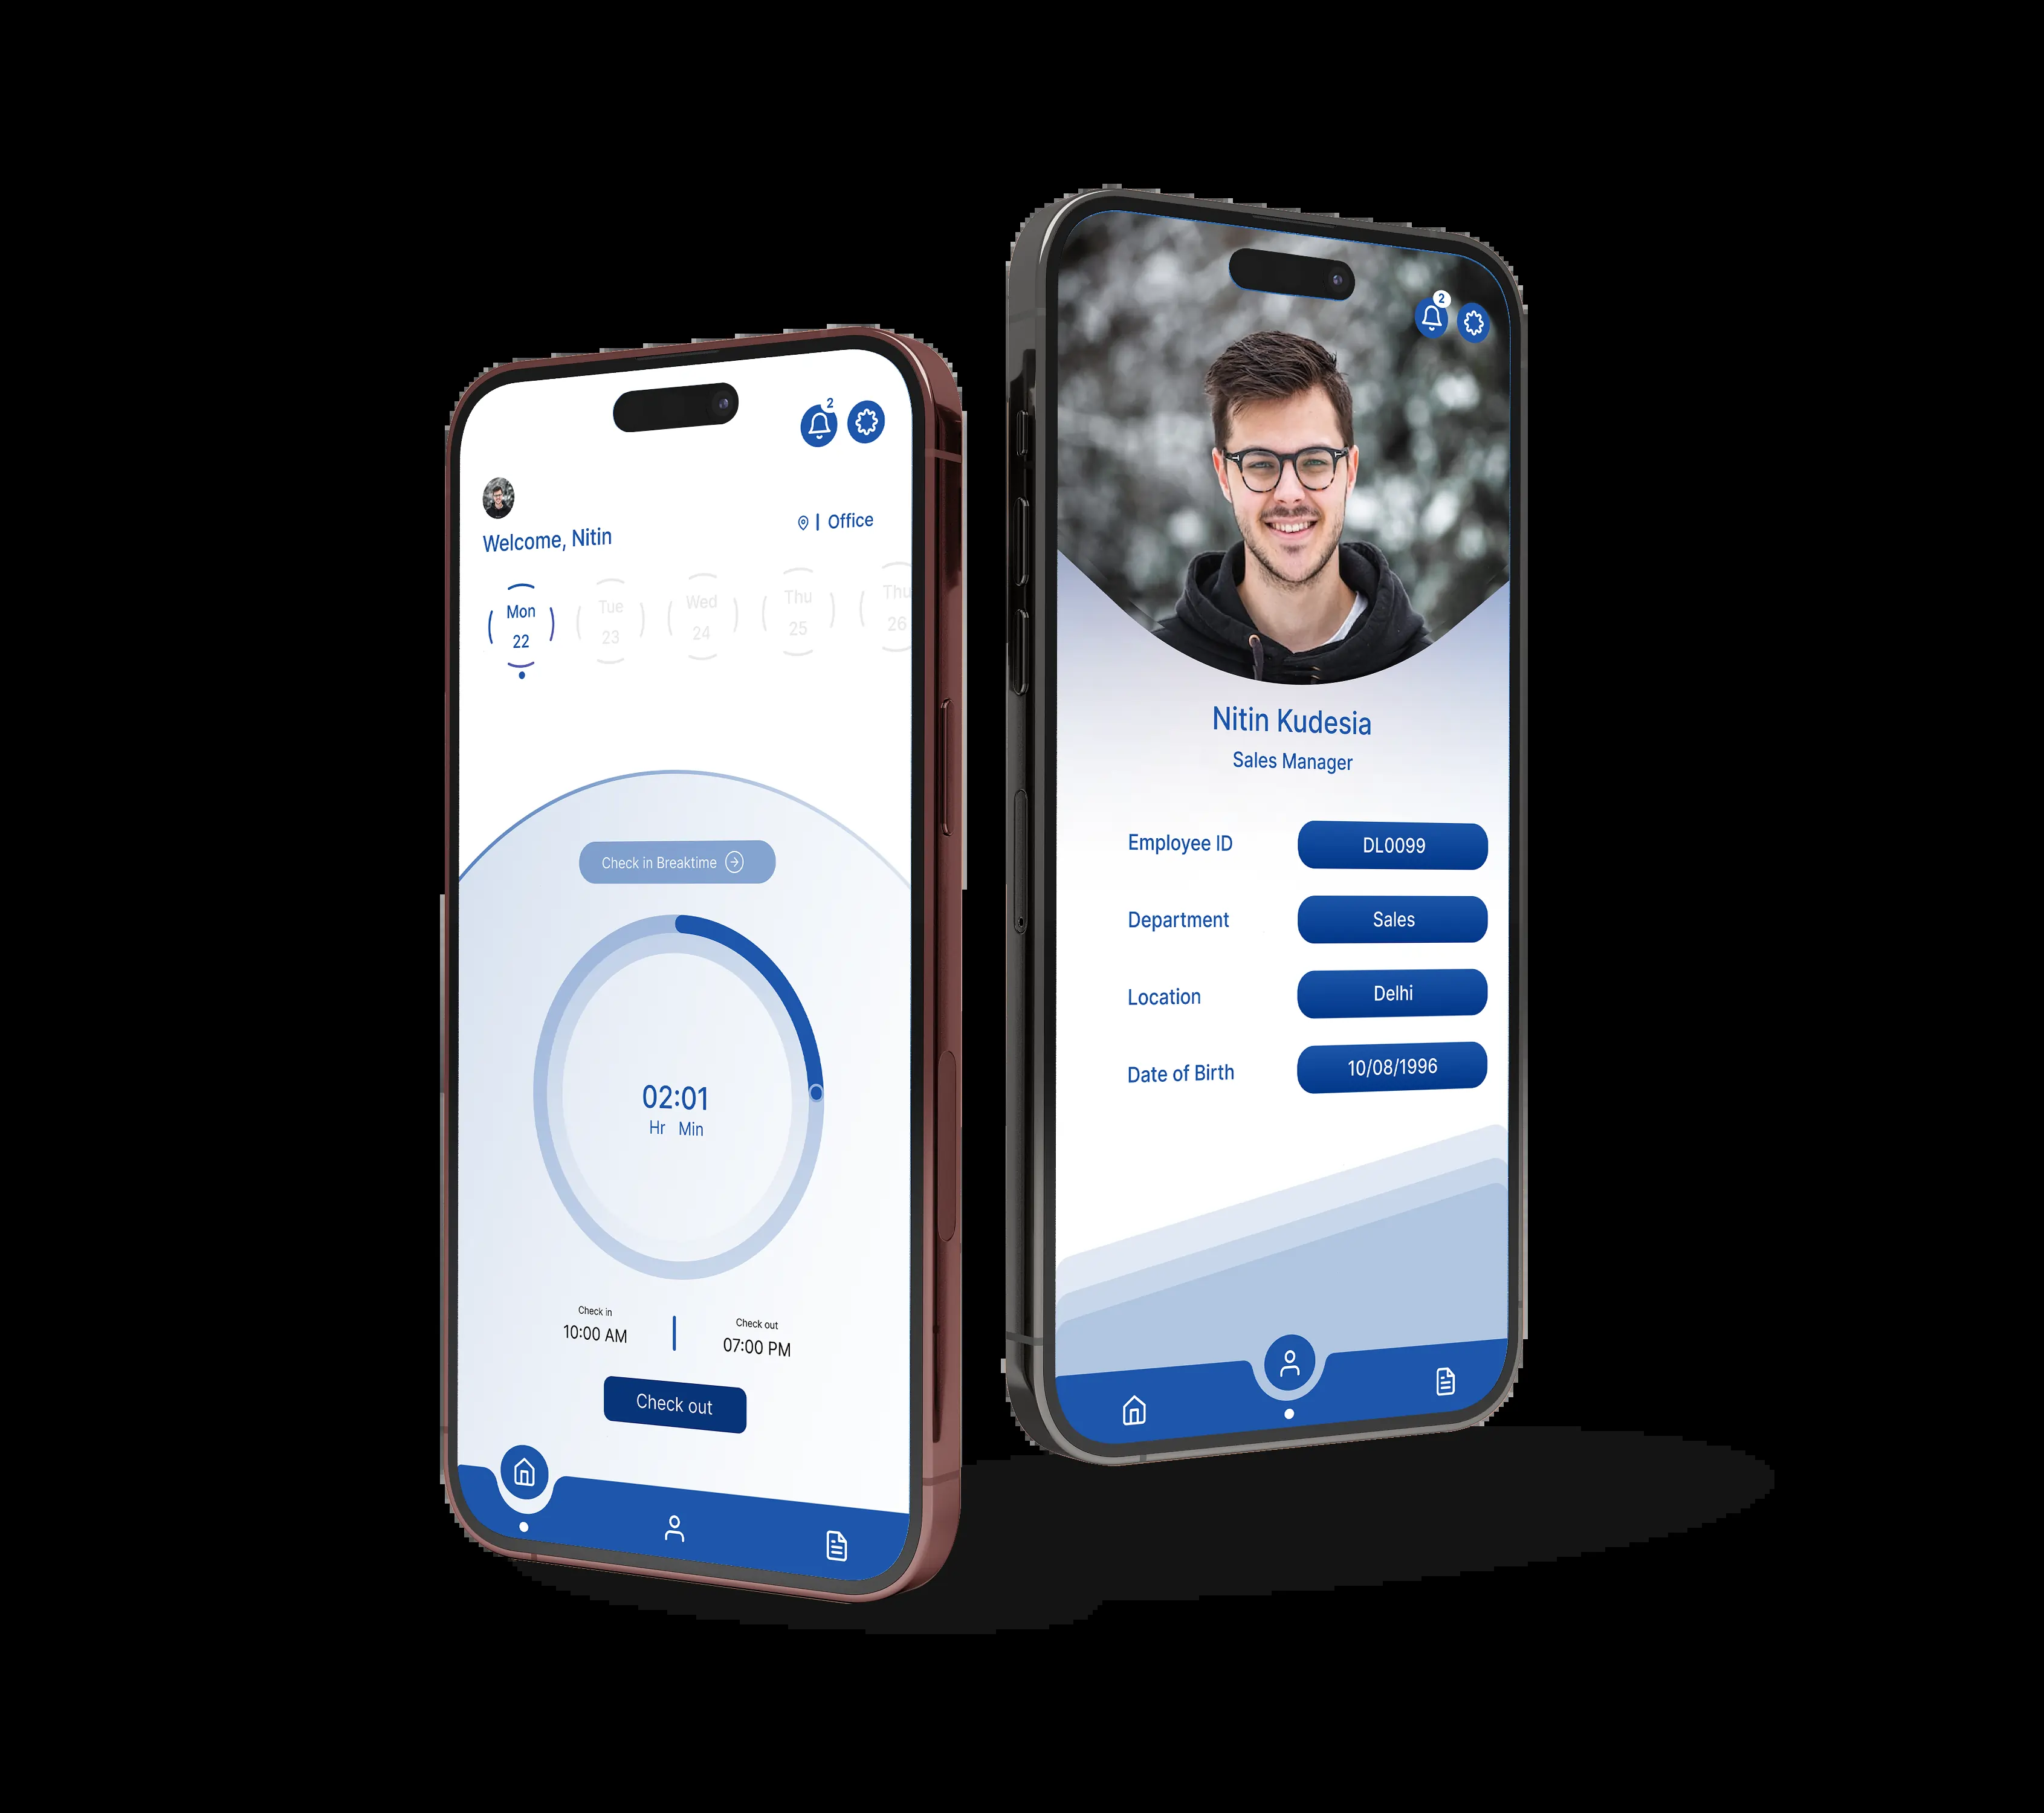 2
Welcome, Nitin
Office
Mon
22
Tue
23
Wed
24
Thu
25
Thu
26
Check in Breaktime
02:01
Hr Min
Check in
10:00 AM
Check out
07:00 PM
Check out
2
Nitin Kudesia
Sales Manager
Employee ID
DL0099
Department
Sales
Location
Delhi
Date of Birth
10/08/1996